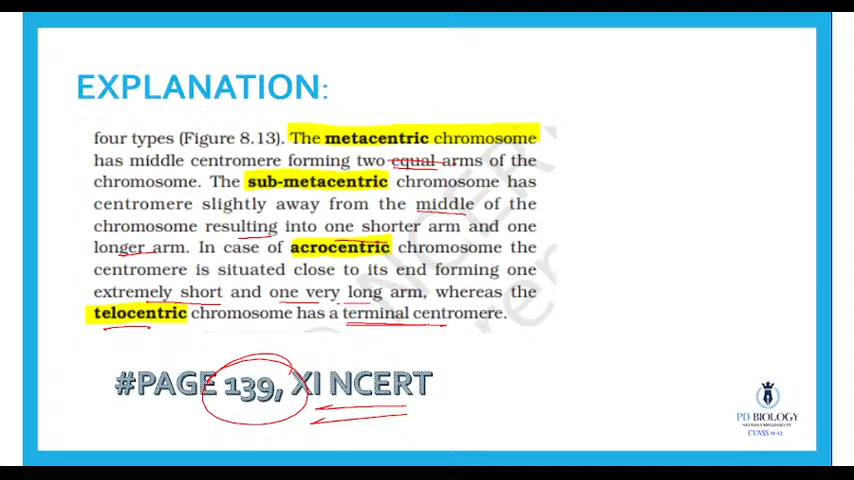 EXPLANATION:
four types (Figure 8.13). The metacentric chromosome
has middle centromere forming two equal arms of the
chromosome. The sub-metacentric chromosome has
centromere slightly away from the middle of the
chromosome resulting into one shorter arm and one
longer arm. In case of acrocentric chromosome the
centromere is situated close to its end forming one
extremely short and one very long arm, whereas the
telocentric chromosome has a terminal centromere.
#PAGE 139, XI NCERT
PD BIOLOGY
CLASS 11-12